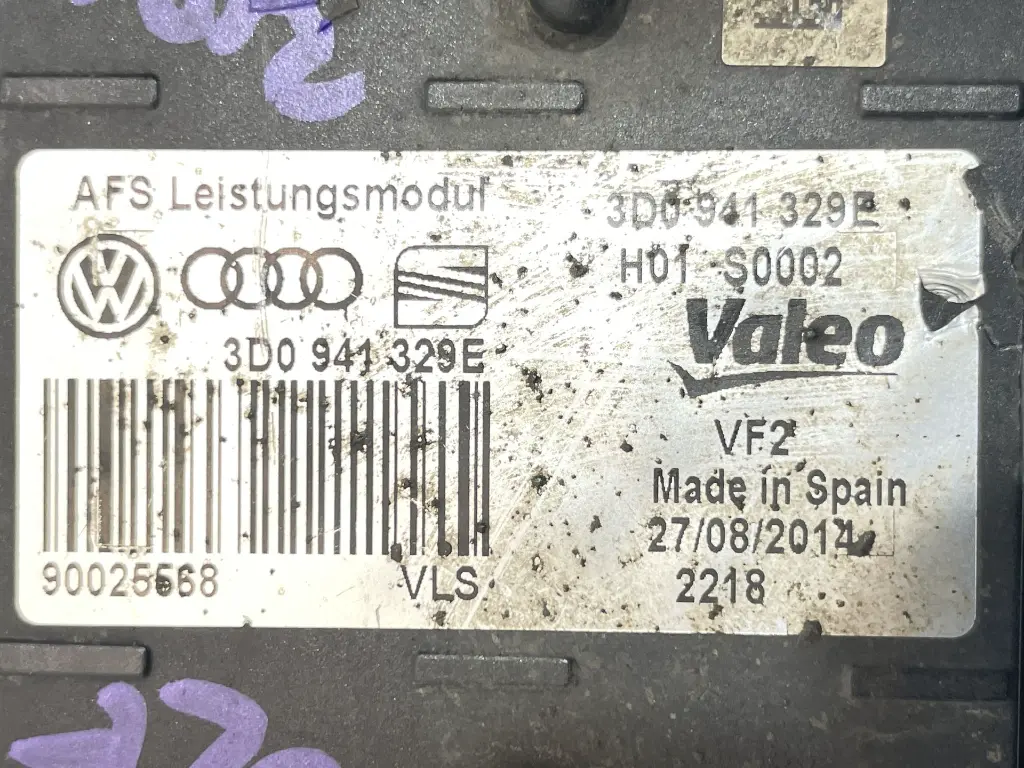 AFS Leistungsmodul
3D0 941 329E
H01 S0002
VW
3D0 941 329E
Valeo
VF2
Made in Spain
27/08/2014
90025568
VLS
2218